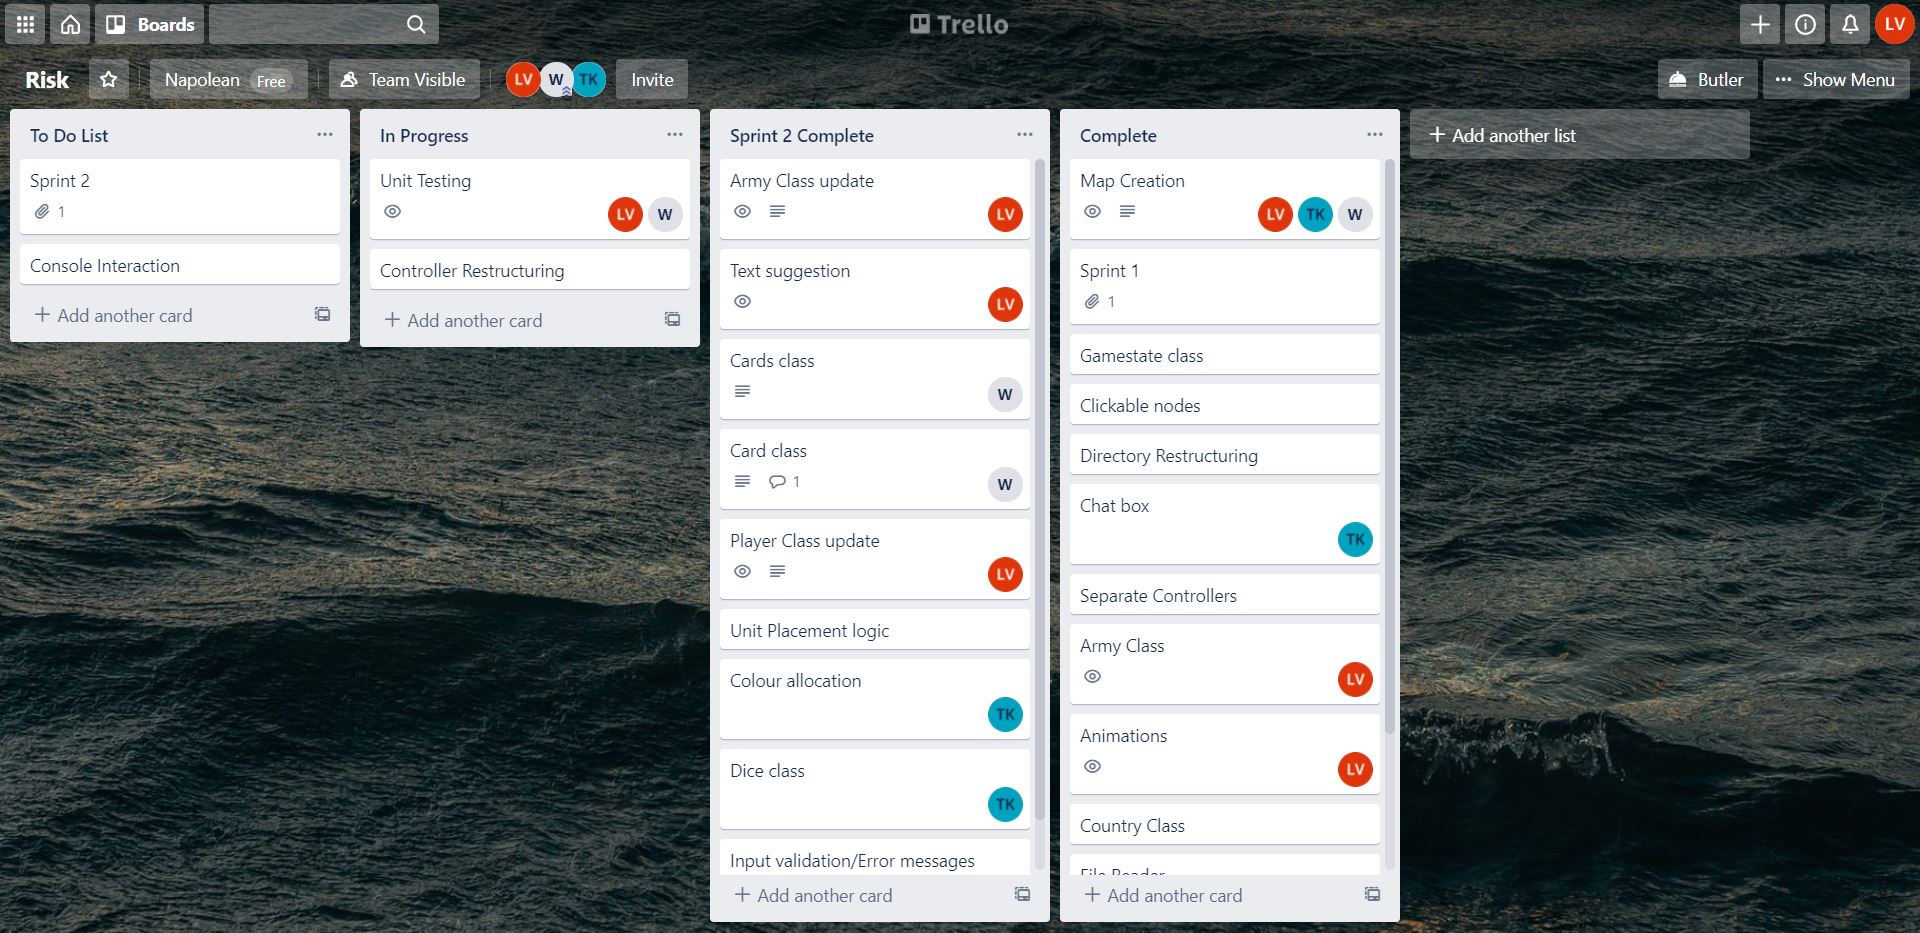 Boards
Trello
LV
Risk
Napolean Free
Team Visible
LV W TK
Invite
Butler
Show Menu
To Do List
Sprint 2
1
Console Interaction
Add another card
In Progress
Unit Testing
LV W
Controller Restructuring
Add another card
Sprint 2 Complete
Army Class update
LV
Text suggestion
LV
Cards class
W
Card class
1
W
Player Class update
LV
Unit Placement logic
Colour allocation
TK
Dice class
TK
Input validation/Error messages
Add another card
Complete
Map Creation
LV TK W
Sprint 1
1
Gamestate class
Clickable nodes
Directory Restructuring
Chat box
TK
Separate Controllers
Army Class
LV
Animations
LV
Country Class
File Reader
Add another card
Add another list